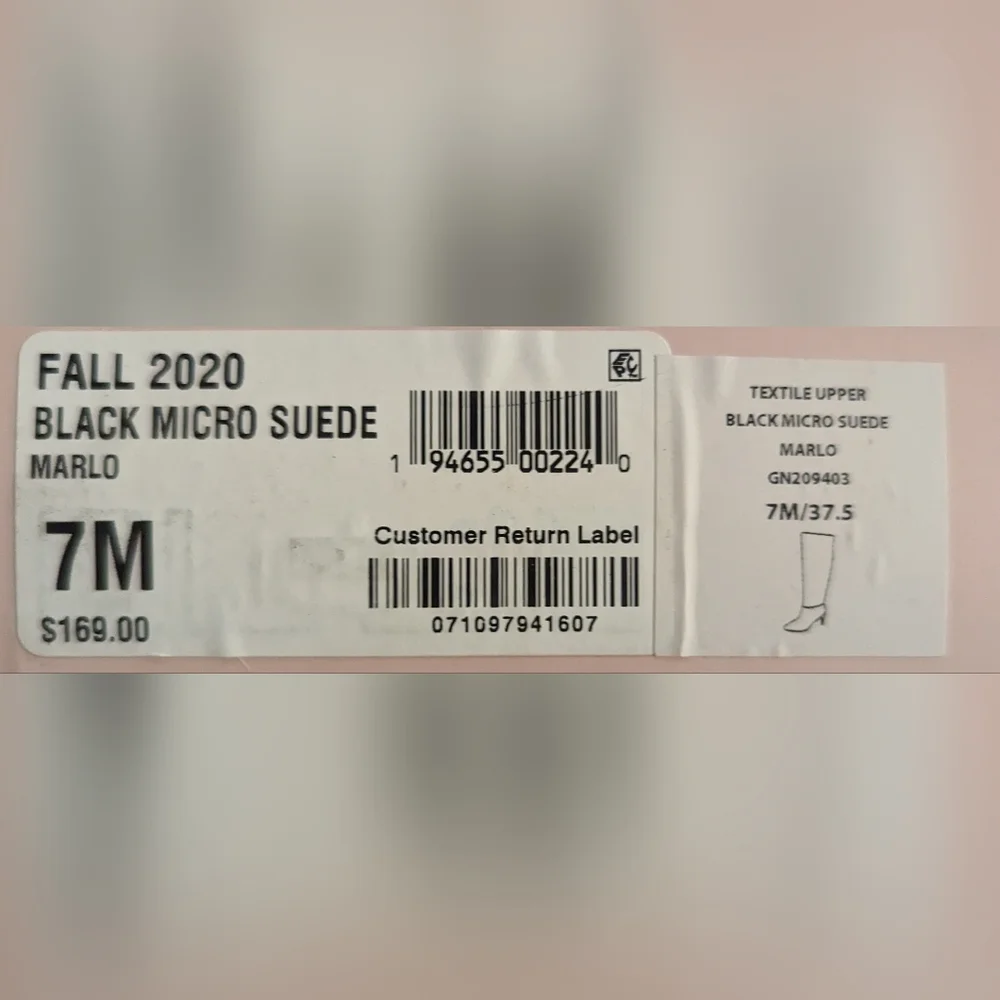 FALL 2020
BLACK MICRO SUEDE
MARLO
7M
$169.00
1 94655 00224 0
Customer Return Label
071097941607
TEXTILE UPPER
BLACK MICRO SUEDE
MARLO
GN209403
7M/37.5